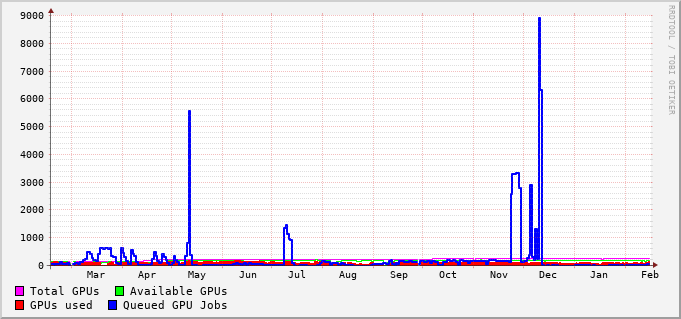 9000
8000
7000
6000
5000
4000
3000
2000
1000
0
Mar Apr May Jun Jul Aug Sep Oct Nov Dec Jan Feb
Total GPUs Available GPUs
GPUs used Queued GPU Jobs
RRDTOOL / TOBI OETIKER